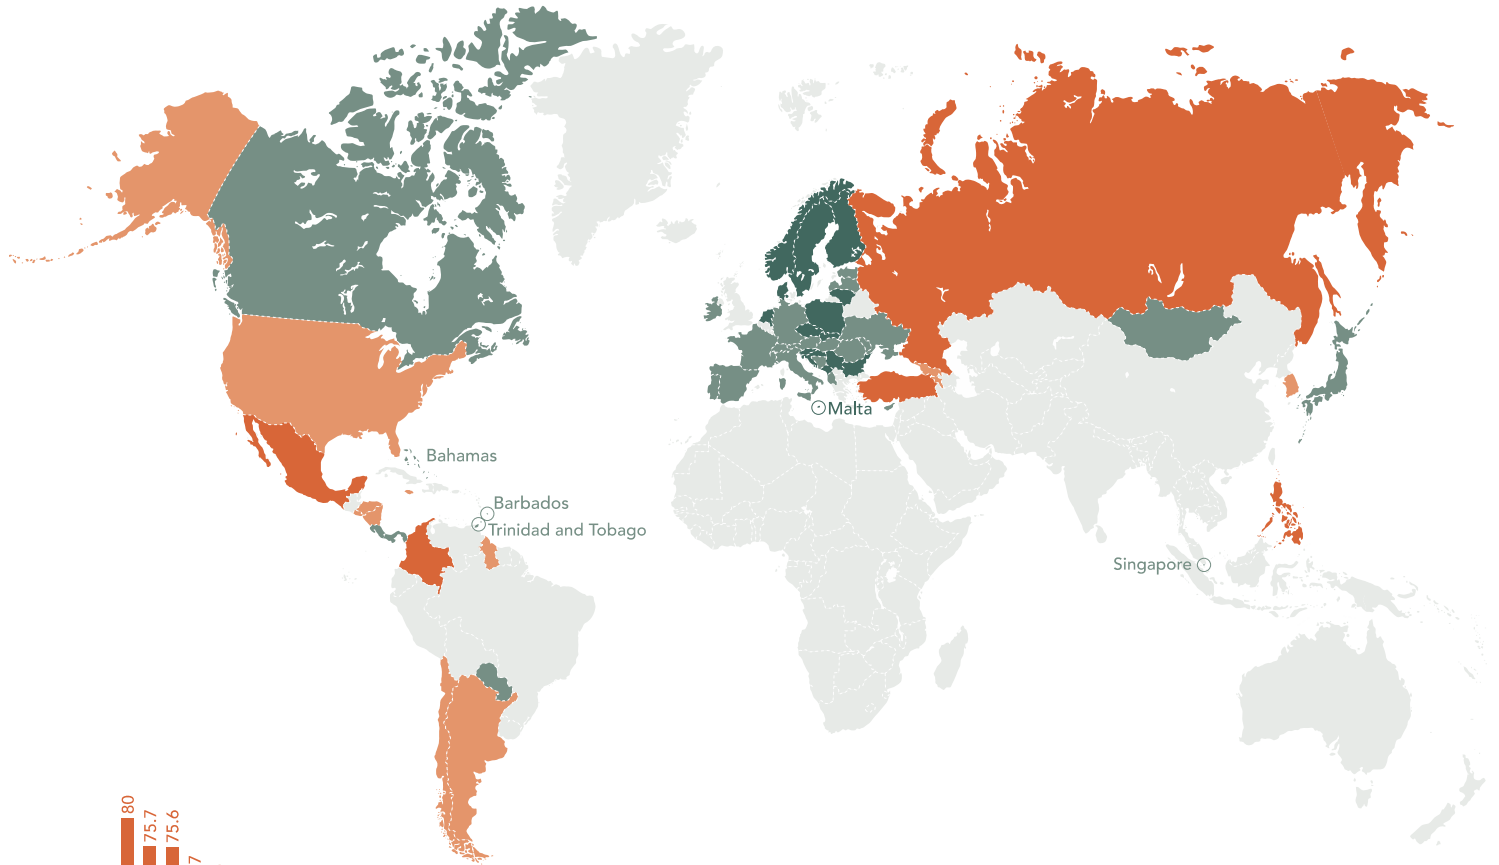 Malta
Bahamas
Barbados
Trinidad and Tobago
Singapore
80
75.7
75.6